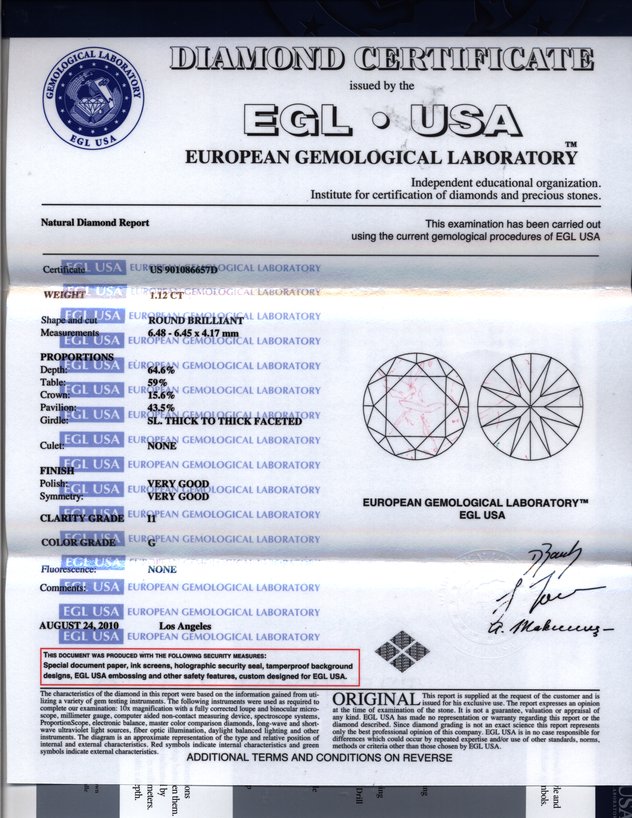 GEMOLOGICAL LABORATORY
EGL USA
DIAMOND CERTIFICATE
issued by the
EGL • USA
EUROPEAN GEMOLOGICAL LABORATORY™
Independent educational organization.
Institute for certification of diamonds and precious stones.
Natural Diamond Report
This examination has been carried out
using the current gemological procedures of EGL USA
Certificate US 901086657D
WEIGHT 1.12 CT
Shape and cut ROUND BRILLIANT
Measurements 6.48 - 6.45 x 4.17 mm
PROPORTIONS
Depth: 64.6%
Table: 59%
Crown: 15.6%
Pavilion: 43.5%
Girdle: SL. THICK TO THICK FACETED
Culet: NONE
FINISH
Polish: VERY GOOD
Symmetry: VERY GOOD
CLARITY GRADE I1
COLOR GRADE G
Fluorescence: NONE
Comments:
AUGUST 24, 2010 Los Angeles
EGL USA EUROPEAN GEMOLOGICAL LABORATORY
EUROPEAN GEMOLOGICAL LABORATORY™
EGL USA
THIS DOCUMENT WAS PRODUCED WITH THE FOLLOWING SECURITY MEASURES:
Special document paper, ink screens, holographic security seal, tamperproof background
designs, EGL USA embossing and other safety features, custom designed for EGL USA.
The characteristics of the diamond in this report were based on the information gained from uti-
lizing a variety of gem testing instruments. The following instruments were used to
complete our examination: 10x magnification with a fully corrected loupe and binocular micro-
scope, millimeter gauge, computer aided non-contact measuring device, spectroscope systems,
ProportionScope, electronic balance, master color comparison diamonds, long-wave and short-
wave ultraviolet light sources, fiber optic illumination, daylight balanced lighting and other
instruments. The diagram is an approximate representation of the type and relative position of
internal and external characteristics. Red symbols indicate internal characteristics and green
symbols indicate external characteristics.
ORIGINAL This report is supplied at the request of the customer and is
issued for his exclusive use. The report expresses an opinion
at the time of examination of the stone. It is not a guarantee, valuation or appraisal of
any kind. EGL USA has made no representation or warranty regarding this report or the
diamond described. Since diamond grading is not an exact science this report represents
only the best professional opinion of this company. EGL USA is in no case responsible for
differences which could occur by repeated expertise and/or use of other standards, norms,
methods or criteria other than those chosen by EGL USA.
ADDITIONAL TERMS AND CONDITIONS ON REVERSE